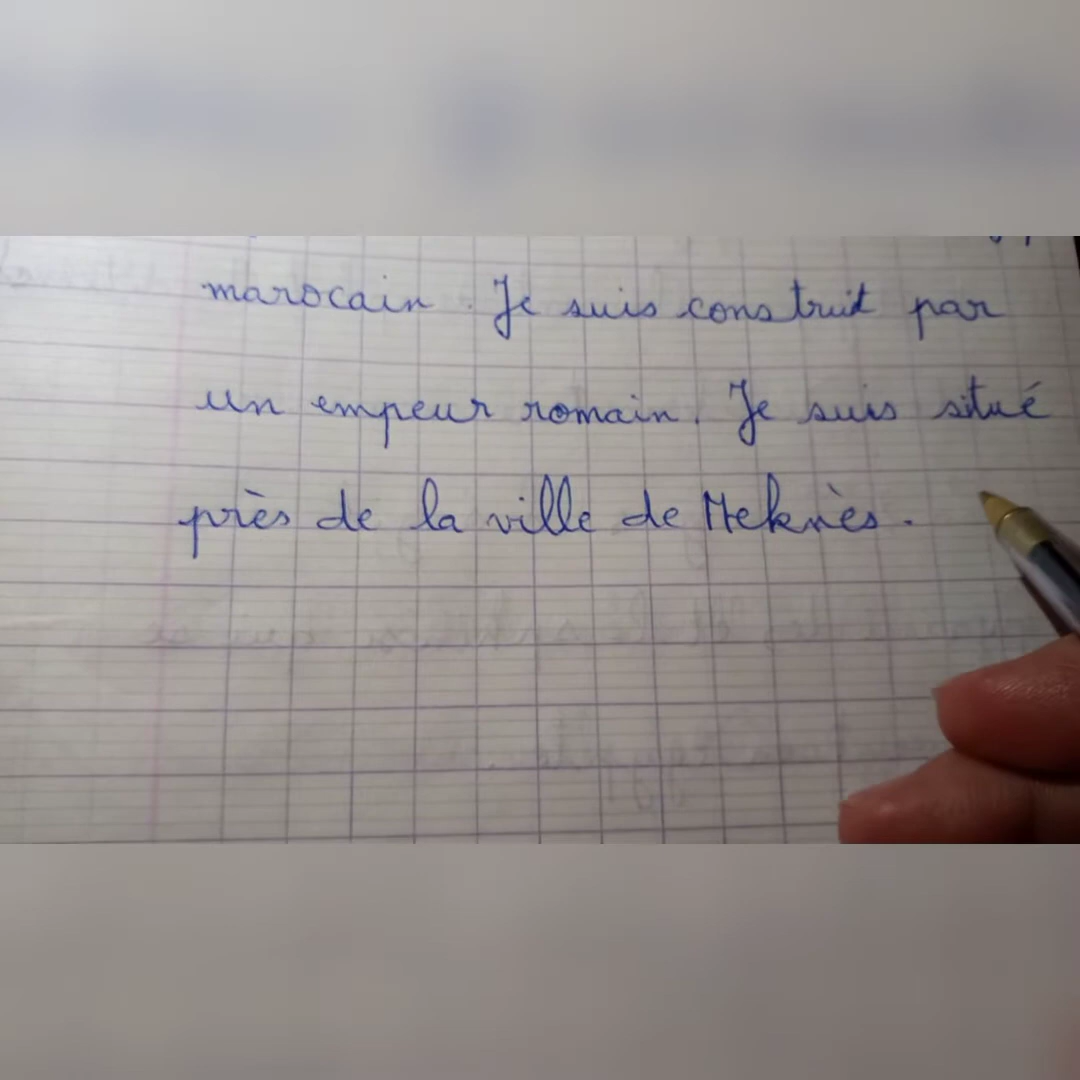 marocain. Je suis construit par
un empeur romain. Je suis situé
près de la ville de Meknès.